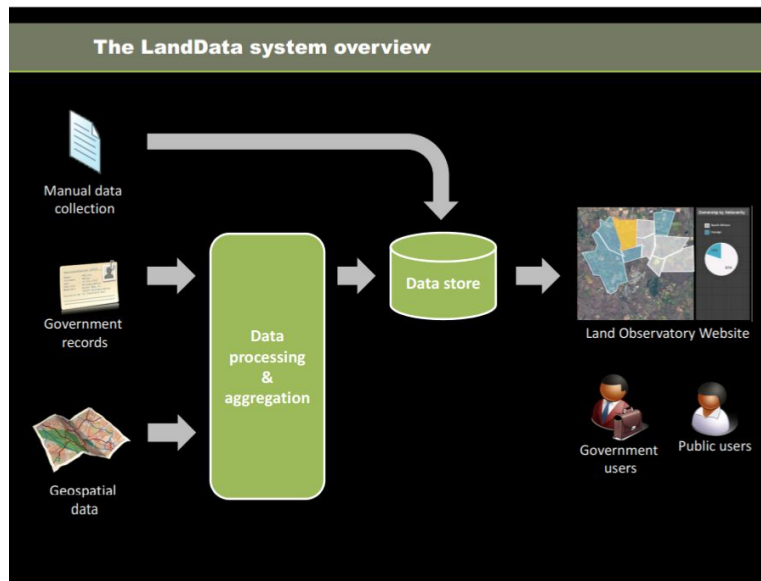 The LandData system overview
Manual data
collection
Government
records
Geospatial
data
Data
processing
&
aggregation
Data store
Land Observatory Website
Government
users
Public users